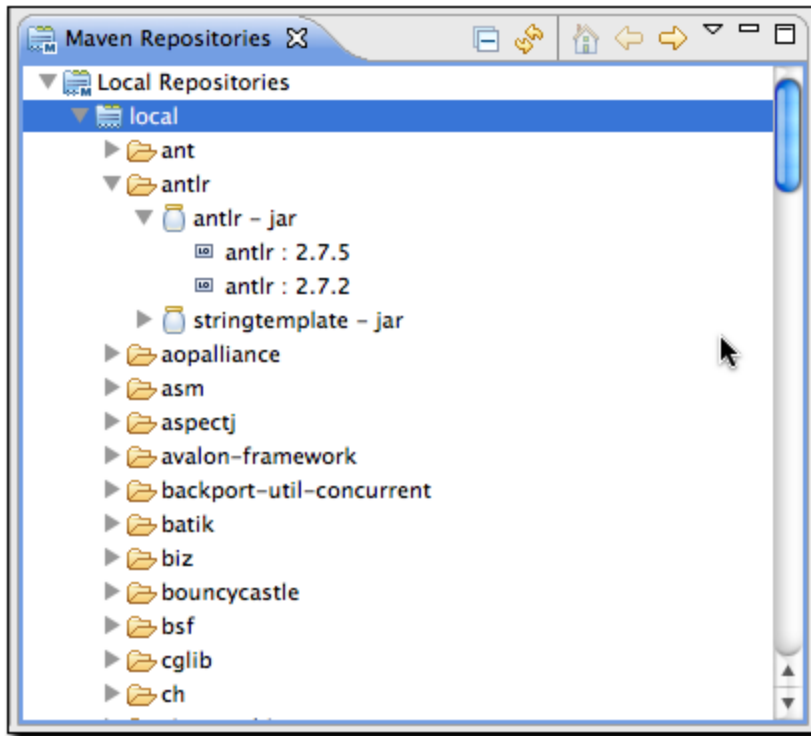 Maven Repositories
Local Repositories
local
ant
antlr
antlr - jar
antlr : 2.7.5
antlr : 2.7.2
stringtemplate - jar
aopalliance
asm
aspectj
avalon-framework
backport-util-concurrent
batik
biz
bouncycastle
bsf
cglib
ch